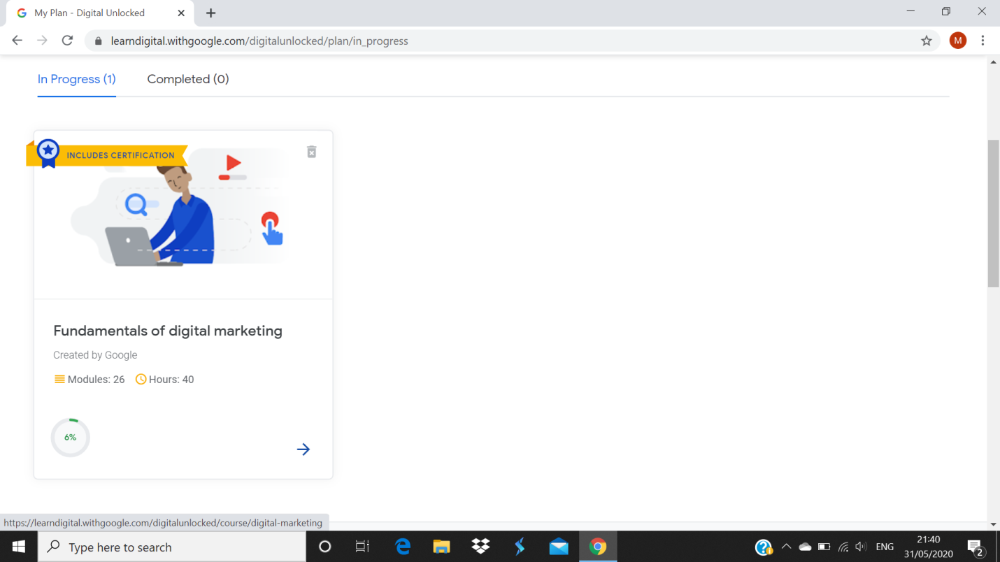 My Plan - Digital Unlocked
learndigital.withgoogle.com/digitalunlocked/plan/in_progress
M
In Progress (1)
Completed (0)
INCLUDES CERTIFICATION
Fundamentals of digital marketing
Created by Google
Modules: 26
Hours: 40
6%
https://learndigital.withgoogle.com/digitalunlocked/course/digital-marketing
Type here to search
ENG
21:40
31/05/2020
2